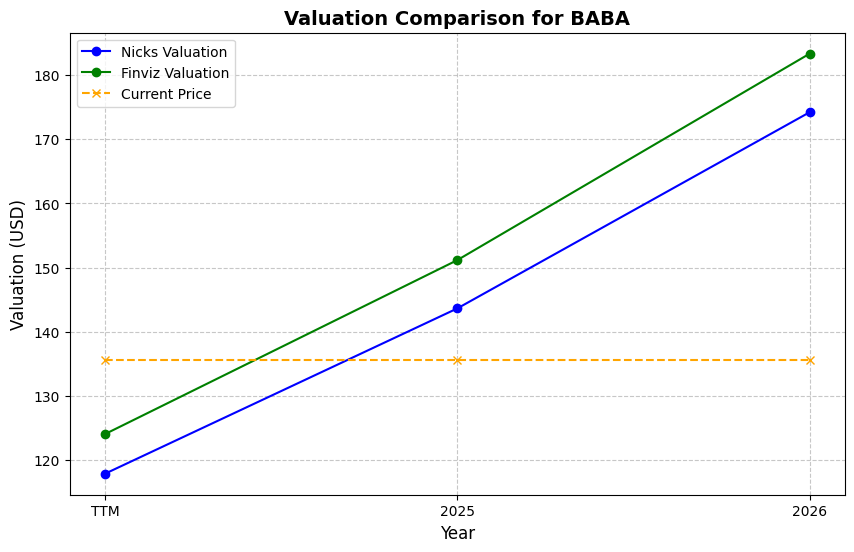 Valuation Comparison for BABA
Nicks Valuation
Finviz Valuation
Current Price
Valuation (USD)
180
170
160
150
140
130
120
TTM
2025
2026
Year